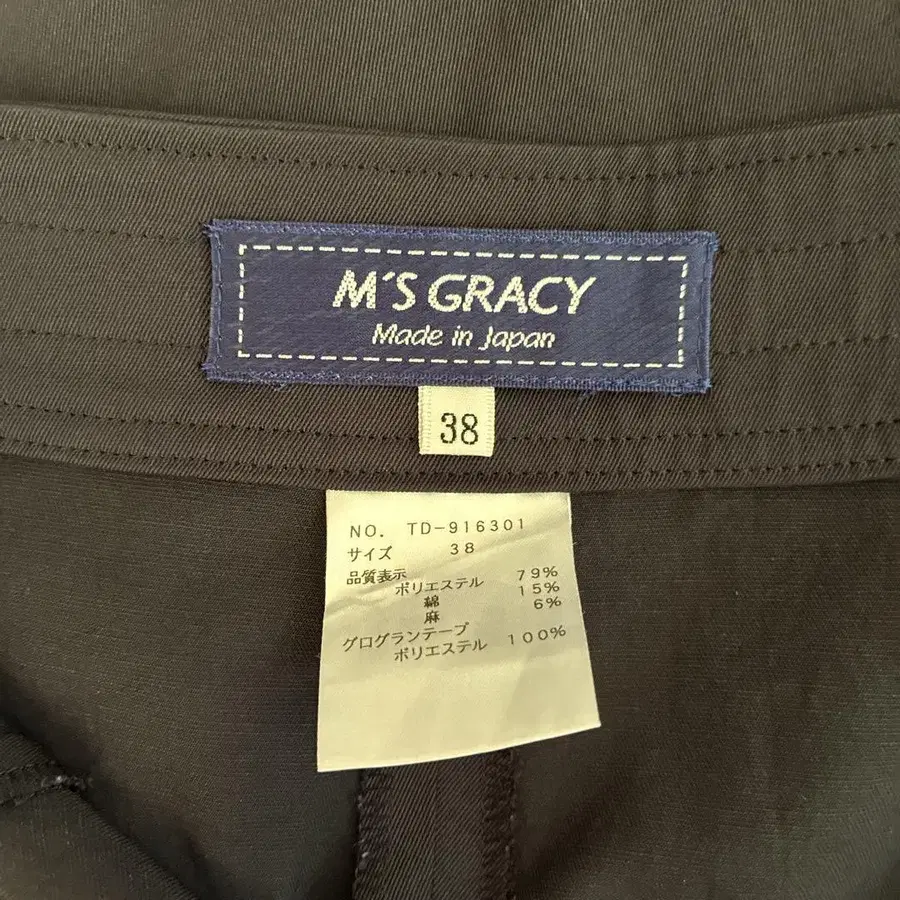 M'S GRACY
Made in Japan
38
NO. TD-916301
サイズ 38
品質表示
ポリエステル 79%
綿 15%
麻 6%
グログランテープ
ポリエステル 100%